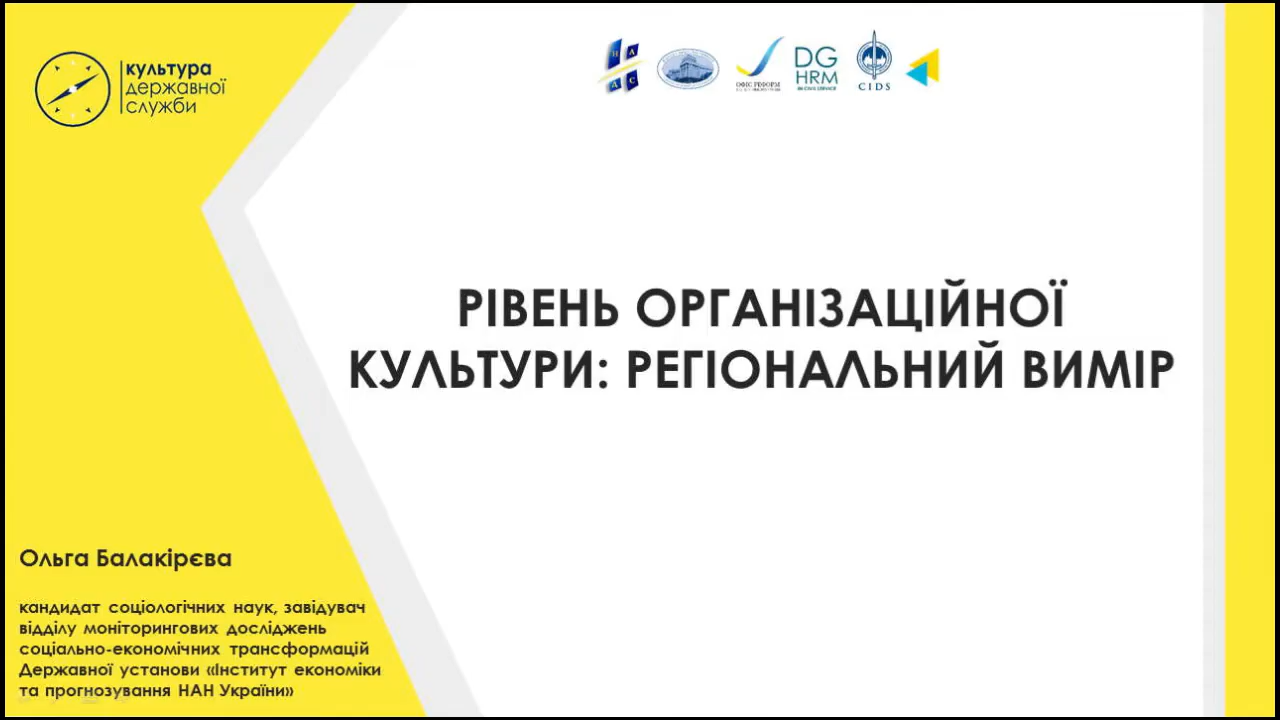 культура
державної
служби
Н А
Д С
ОФІС РЕФОРМ
DG
HRM
CIDS
РІВЕНЬ ОРГАНІЗАЦІЙНОЇ
КУЛЬТУРИ: РЕГІОНАЛЬНИЙ ВИМІР
Ольга Балакірєва
кандидат соціологічних наук, завідувач
відділу моніторингових досліджень
соціально-економічних трансформацій
Державної установи «Інститут економіки
та прогнозування НАН України»